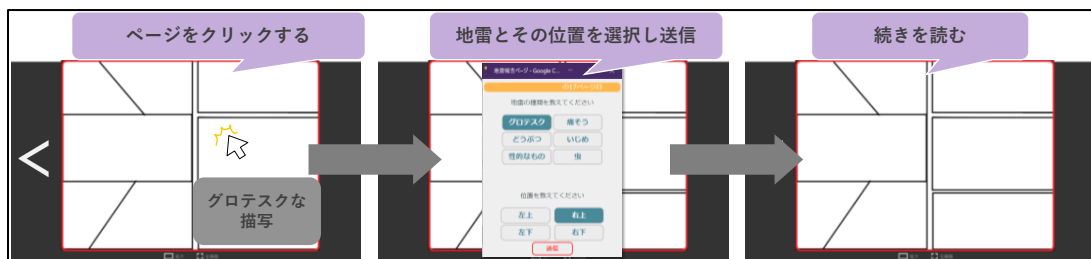 ページをクリックする
地雷とその位置を選択し送信
続きを読む
地雷の種類を教えてください
グロテスク
痛そう
どうぶつ
いじめ
性的なもの
虫
位置を教えてください
左上
右上
左下
右下
送信
グロテスクな
描写